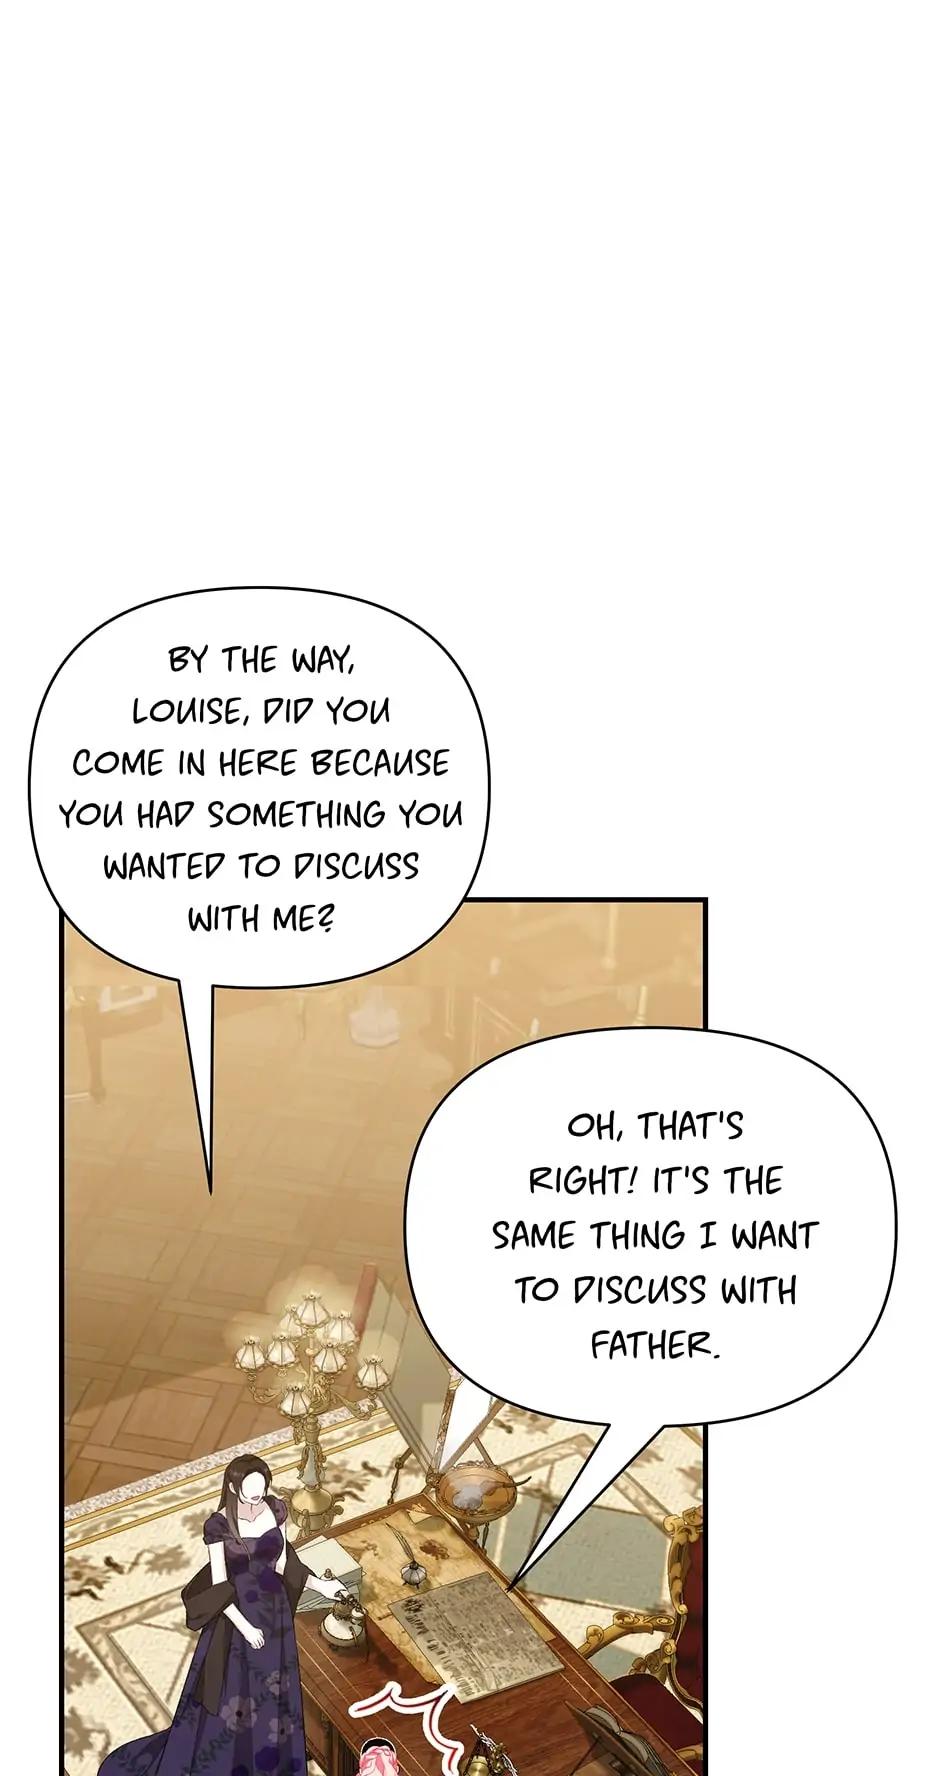 BY THE WAY,
LOUISE, DID YOU
COME IN HERE BECAUSE
YOU HAD SOMETHING YOU
WANTED TO DISCUSS
WITH ME?
OH, THAT'S
RIGHT! IT'S THE
SAME THING I WANT
TO DISCUSS WITH
FATHER.